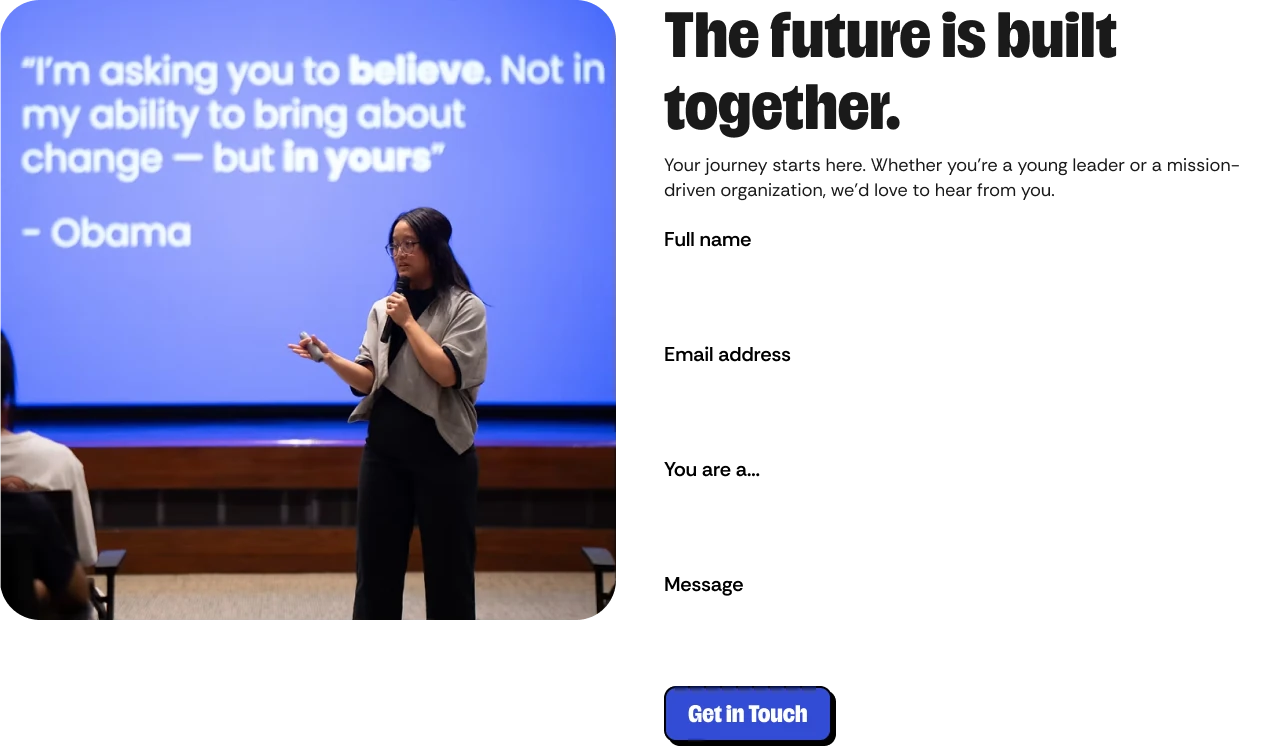 “I’m asking you to believe. Not in
my ability to bring about
change — but in yours”
- Obama
The future is built
together.
Your journey starts here. Whether you’re a young leader or a mission-
driven organization, we’d love to hear from you.
Full name
Email address
You are a...
Message
Get in Touch